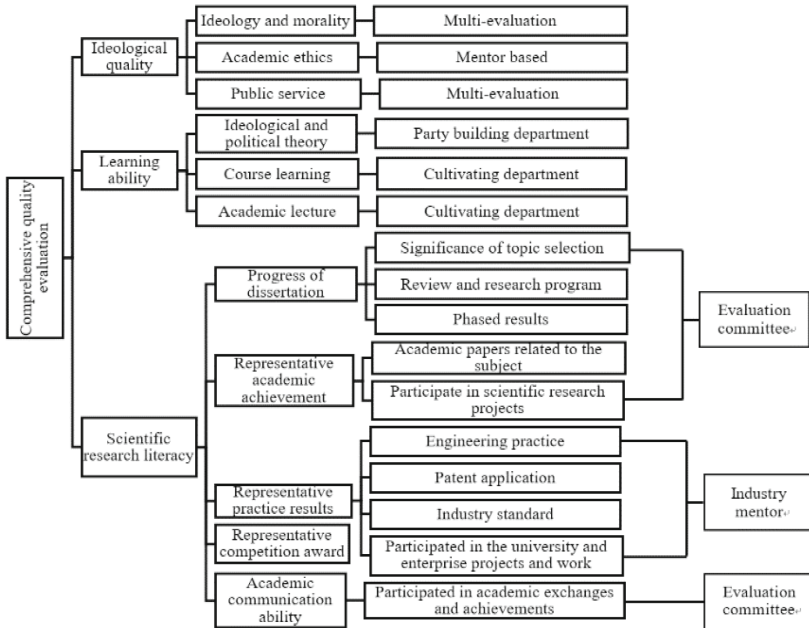 Comprehensive quality
evaluation
Ideological
quality
Ideology and morality
Multi-evaluation
Academic ethics
Mentor based
Public service
Multi-evaluation
Learning
ability
Ideological and
political theory
Party building department
Course learning
Cultivating department
Academic lecture
Cultivating department
Scientific
research literacy
Progress of
dissertation
Significance of topic selection
Review and research program
Phased results
Representative
academic
achievement
Academic papers related to the
subject
Participate in scientific research
projects
Evaluation
committee
Representative
practice results
Engineering practice
Patent application
Industry standard
Participated in the university and
enterprise projects and work
Industry
mentor
Representative
competition award
Academic
communication
ability
Participated in academic exchanges
and achievements
Evaluation
committee